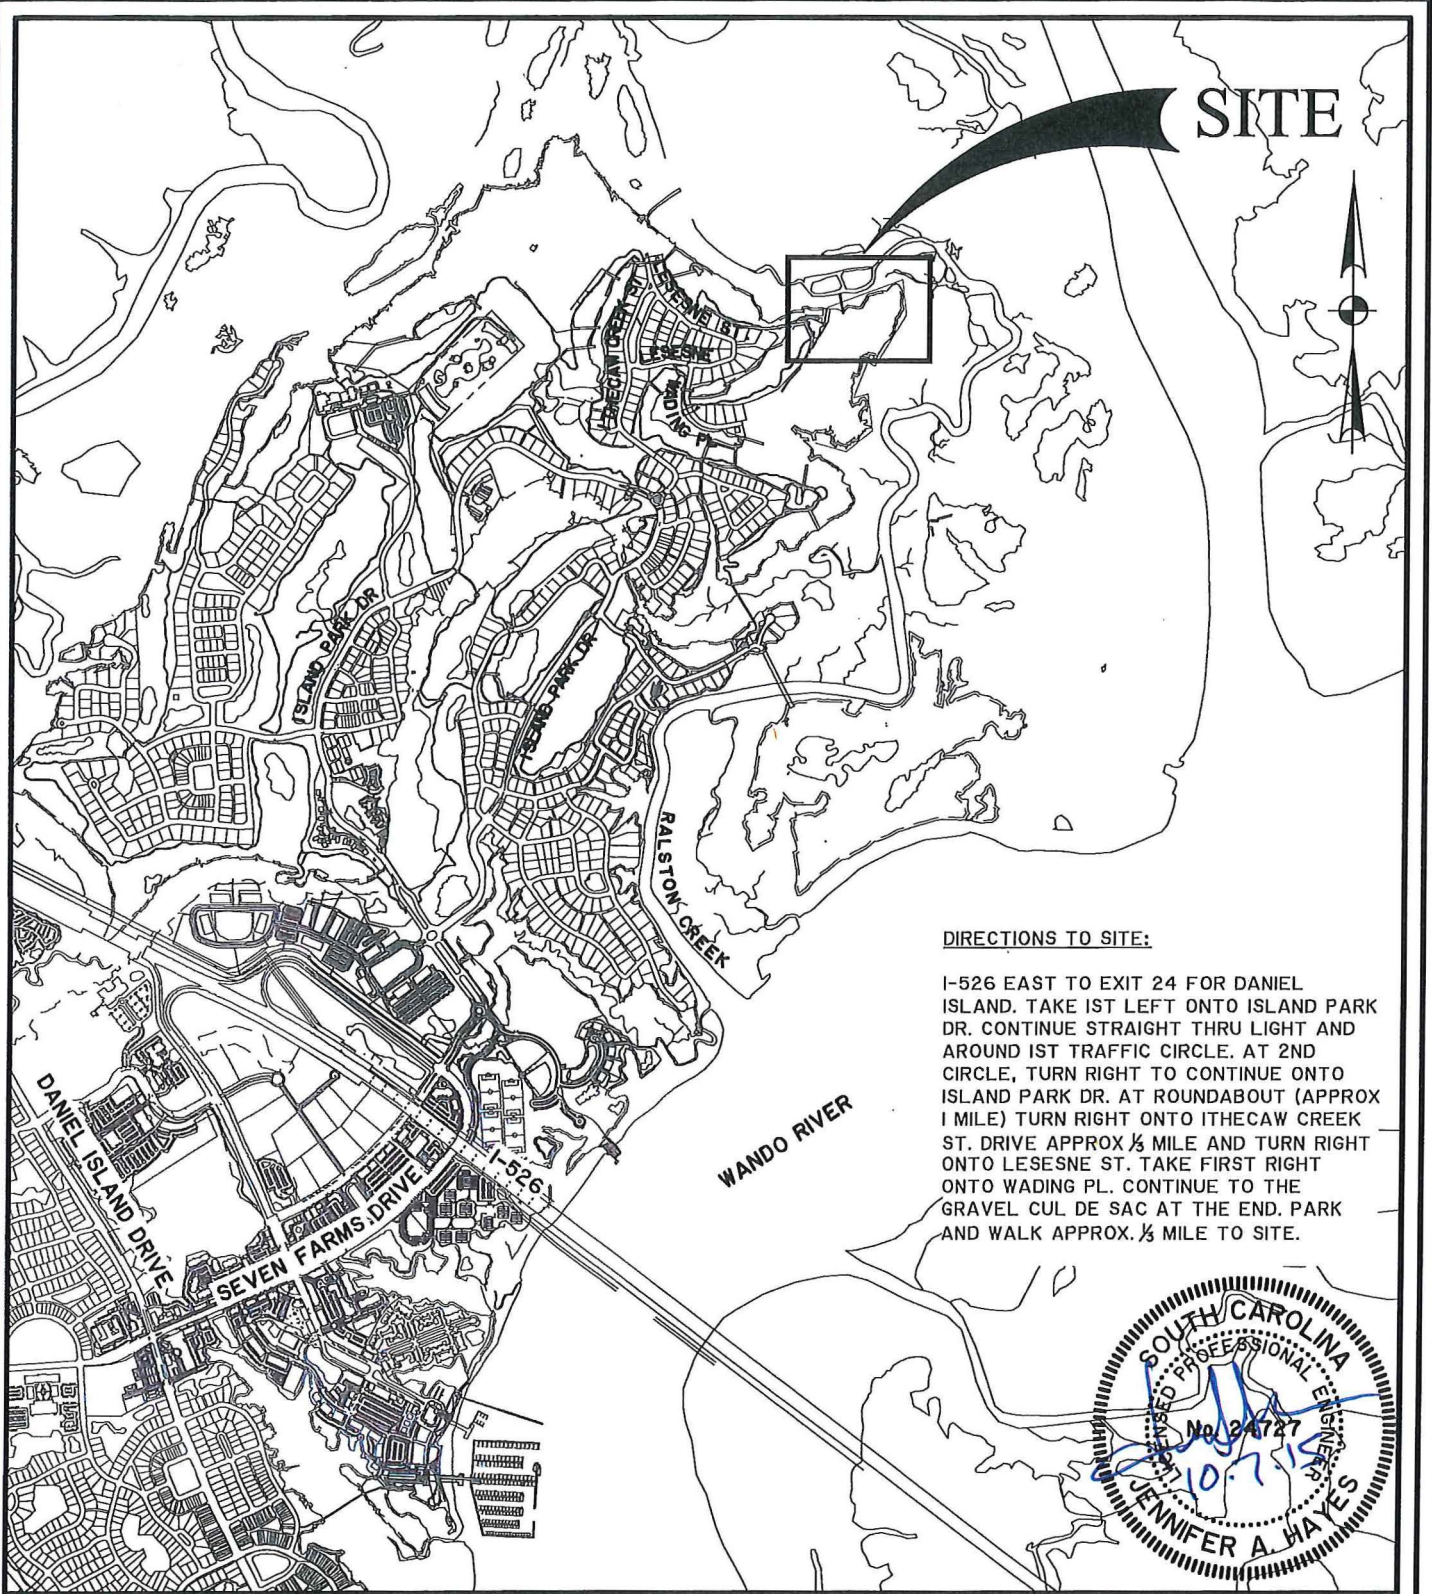 SITE
LESESNE ST
ITHECAW CREEK
LESESNE
WADING PL
ISLAND PARK DR
ISLAND PARK DR
RALSTON CREEK
DIRECTIONS TO SITE:
I-526 EAST TO EXIT 24 FOR DANIEL
ISLAND. TAKE 1ST LEFT ONTO ISLAND PARK
DR. CONTINUE STRAIGHT THRU LIGHT AND
AROUND 1ST TRAFFIC CIRCLE. AT 2ND
CIRCLE, TURN RIGHT TO CONTINUE ONTO
ISLAND PARK DR. AT ROUNDABOUT (APPROX
1 MILE) TURN RIGHT ONTO ITHECAW CREEK
ST. DRIVE APPROX ⅓ MILE AND TURN RIGHT
ONTO LESESNE ST. TAKE FIRST RIGHT
ONTO WADING PL. CONTINUE TO THE
GRAVEL CUL DE SAC AT THE END. PARK
AND WALK APPROX. ⅓ MILE TO SITE.
DANIEL ISLAND DRIVE
WANDO RIVER
I-526
SEVEN FARMS DRIVE
SOUTH CAROLINA
LICENSED PROFESSIONAL ENGINEER
No. 24727
10.7.15
JENNIFER A. HAYES